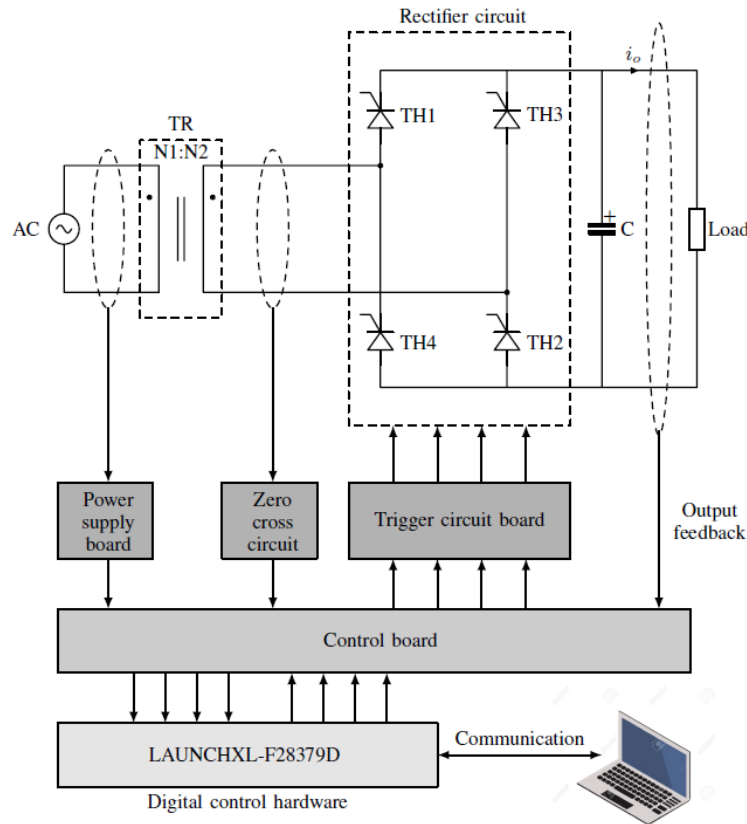 Rectifier circuit
i_o
TH1
TH3
TR
N1:N2
AC
+
C
Load
TH4
TH2
Power
supply
board
Zero
cross
circuit
Trigger circuit board
Output
feedback
Control board
LAUNCHXL-F28379D
Communication
Digital control hardware